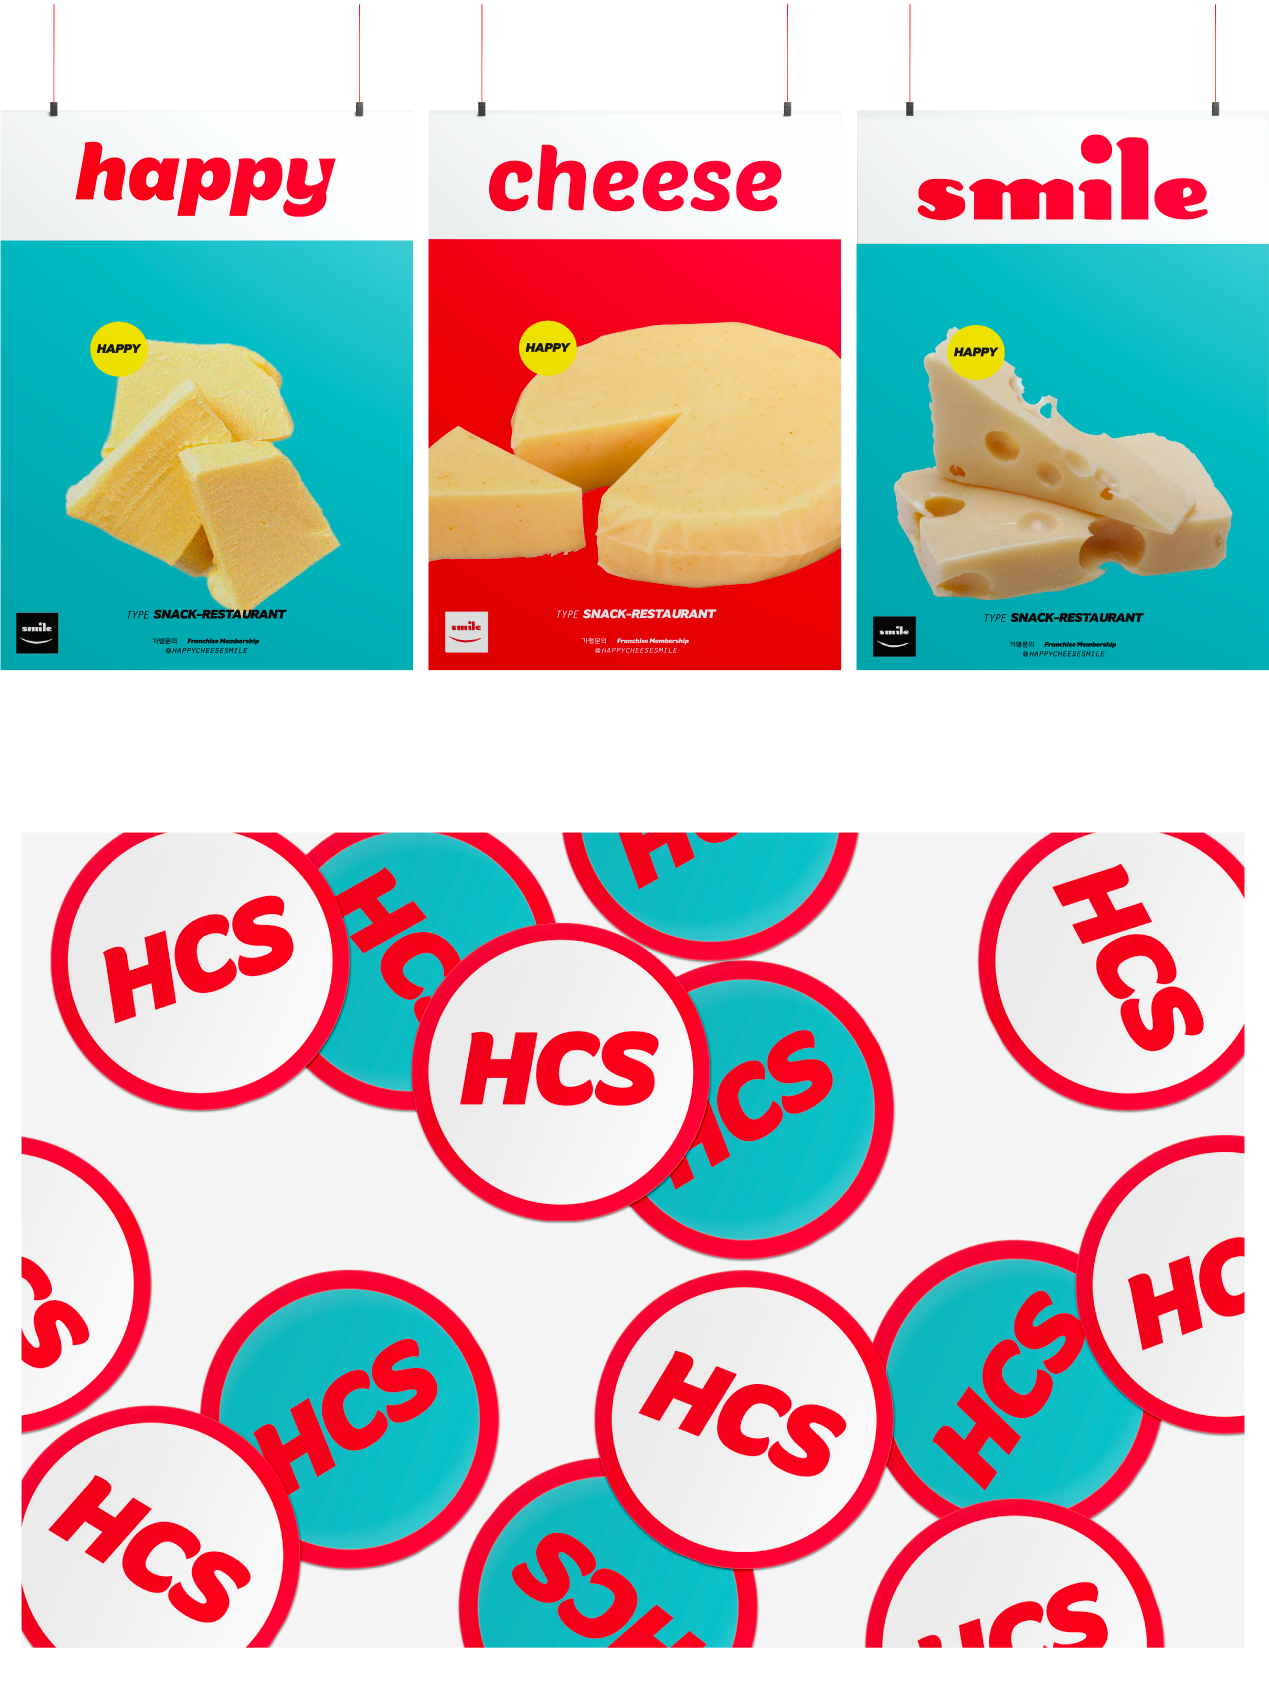 happy
HAPPY
smile
TYPE SNACK-RESTAURANT
가맹문의 Franchise Membership
@HAPPYCHEESESMILE
cheese
HAPPY
smile
TYPE SNACK-RESTAURANT
가맹문의 Franchise Membership
@HAPPYCHEESESMILE
smile
HAPPY
smile
TYPE SNACK-RESTAURANT
가맹문의 Franchise Membership
@HAPPYCHEESESMILE
HCS
HCS
HC
HCS
HCS
HCS
CS
HCS
HCS
HCS
HC
HCS
HCS
HCS